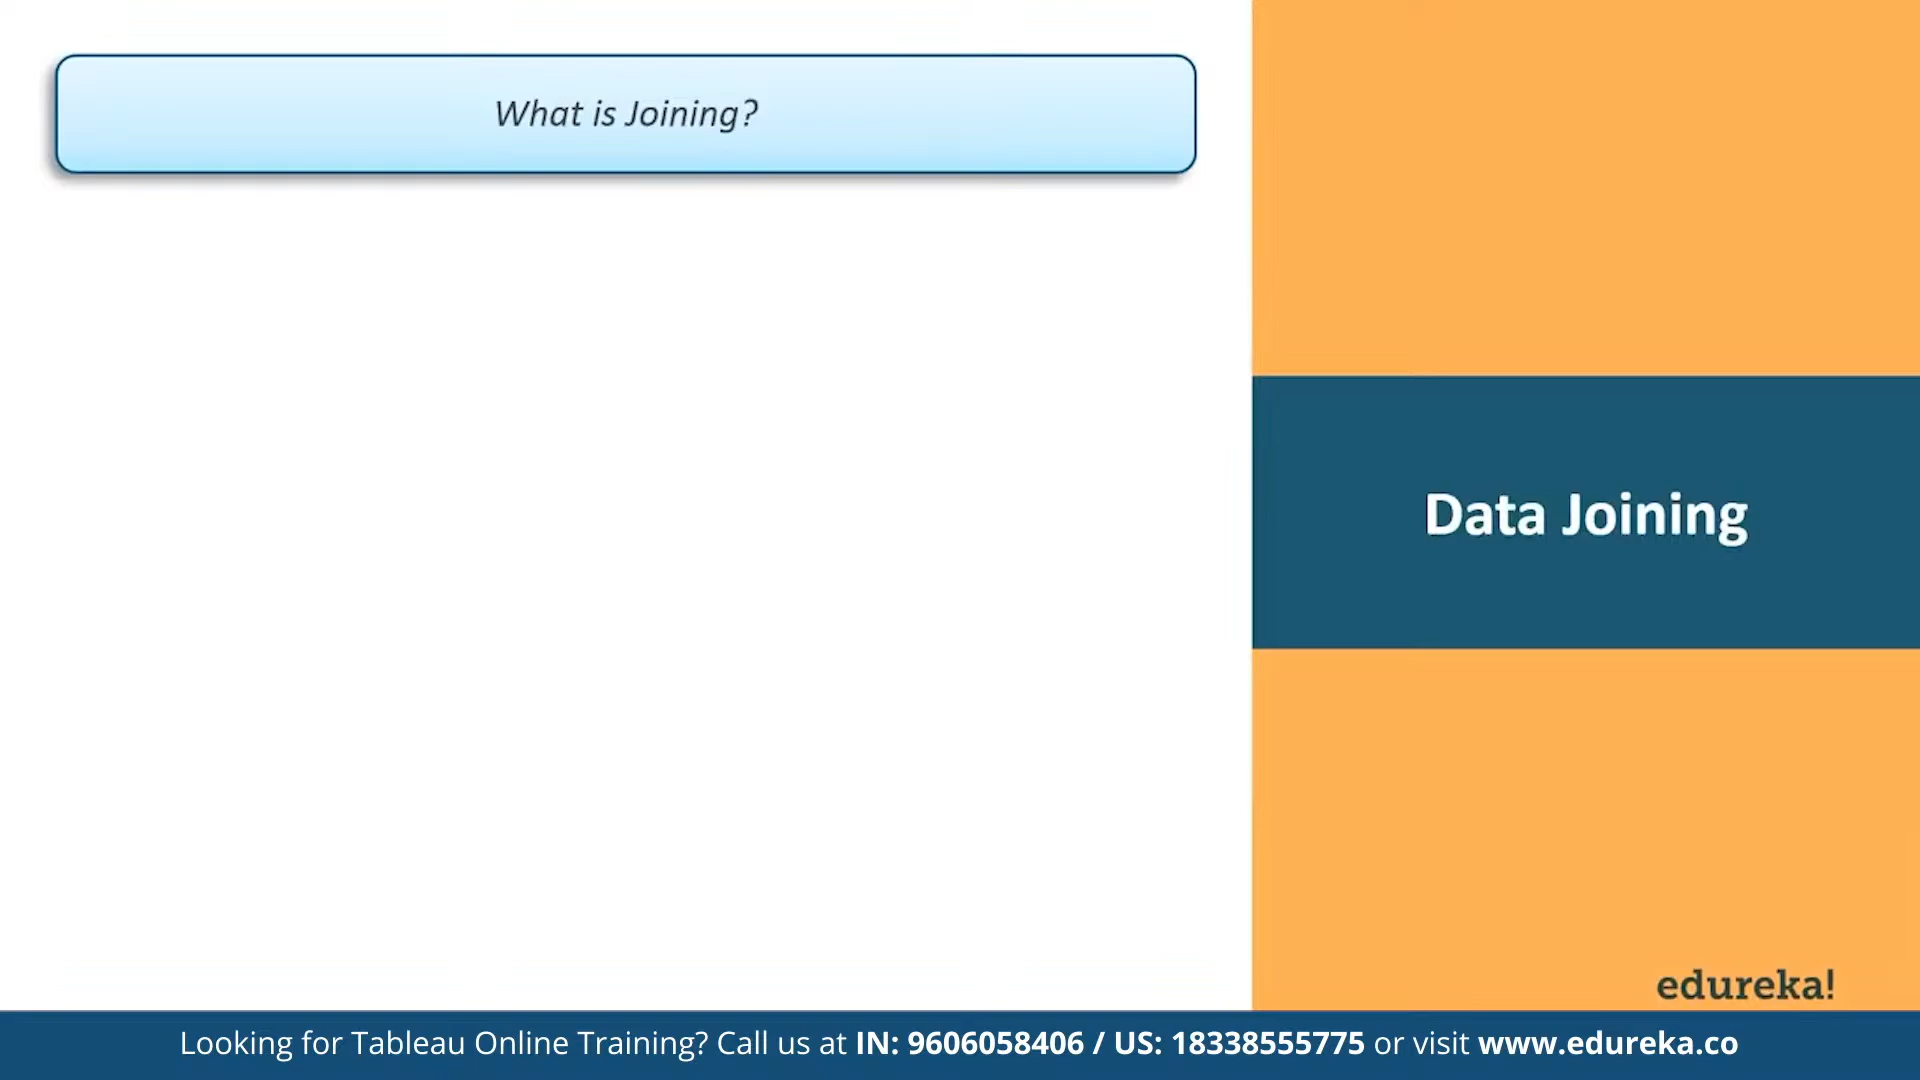 What is Joining?
Data Joining
edureka!
Looking for Tableau Online Training? Call us at IN: 9606058406 / US: 18338555775 or visit www.edureka.co